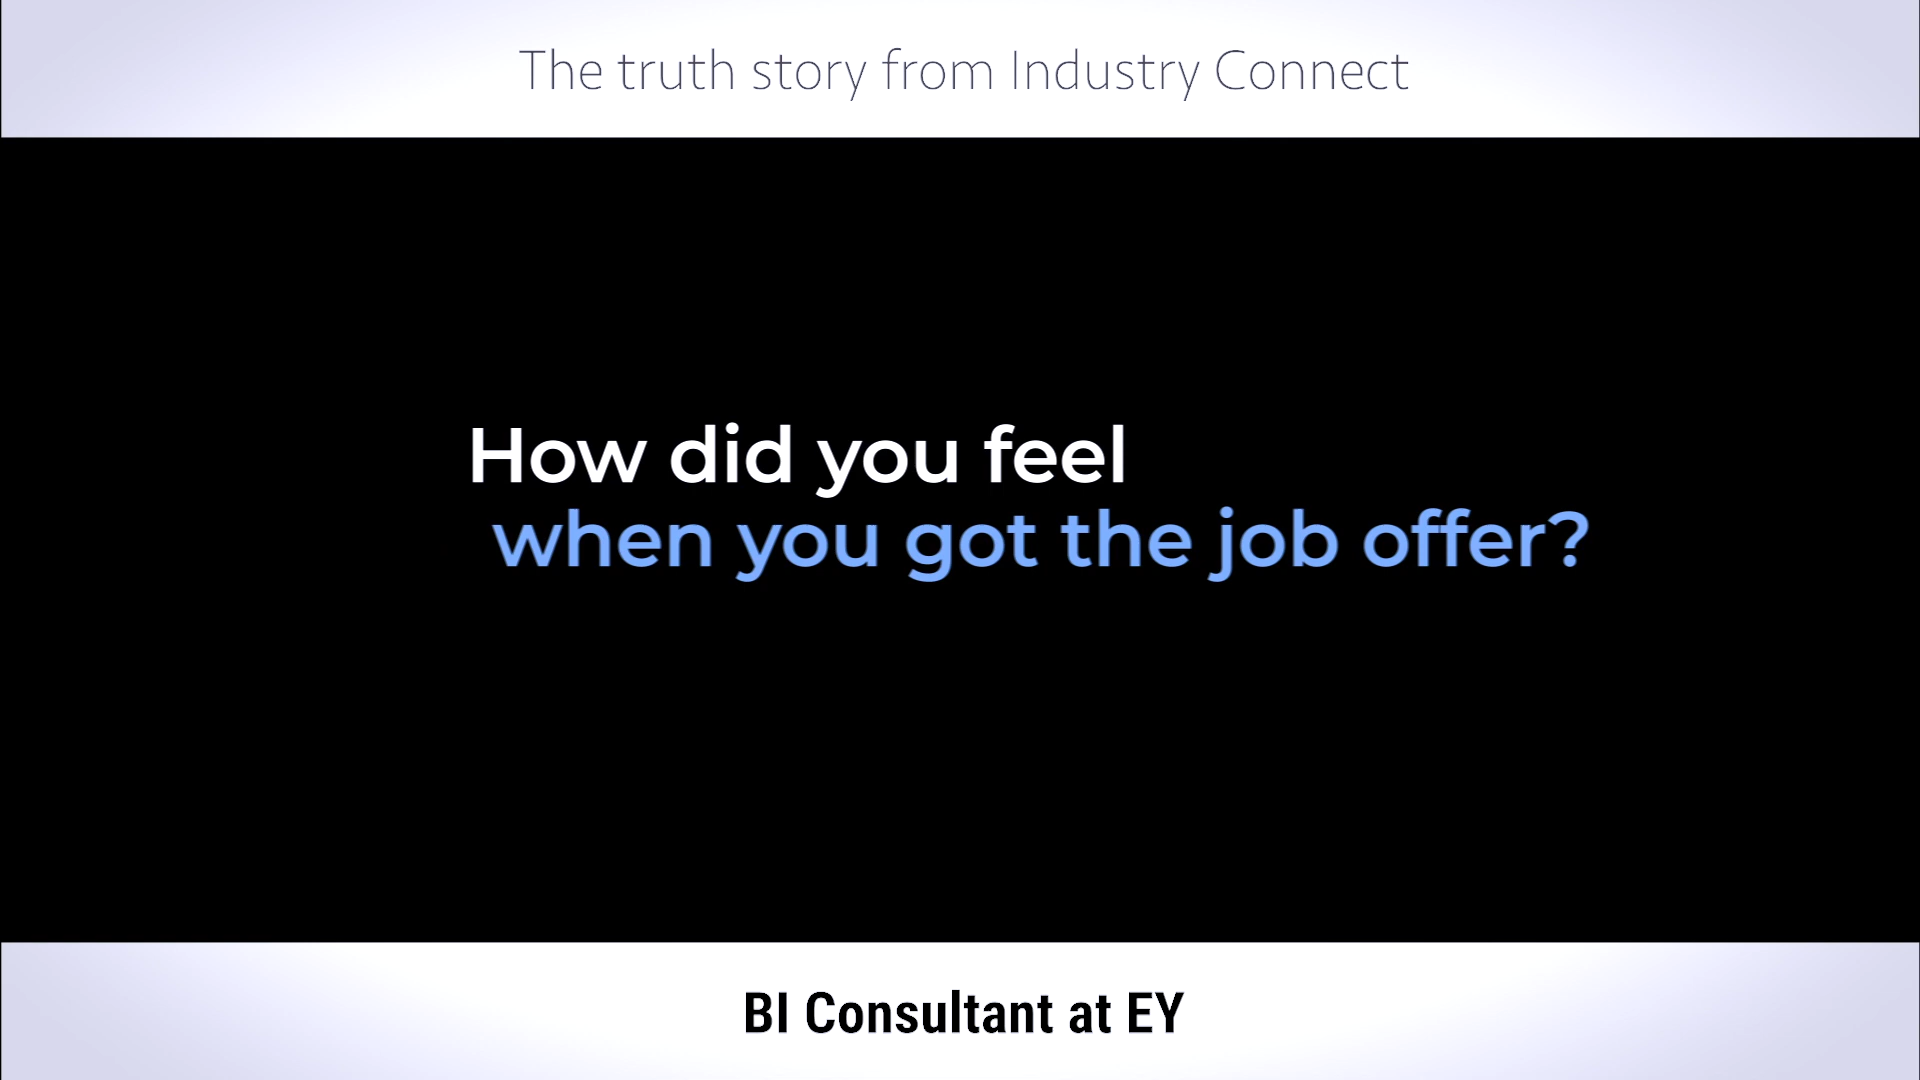 The truth story from Industry Connect
How did you feel
when you got the job offer?
BI Consultant at EY